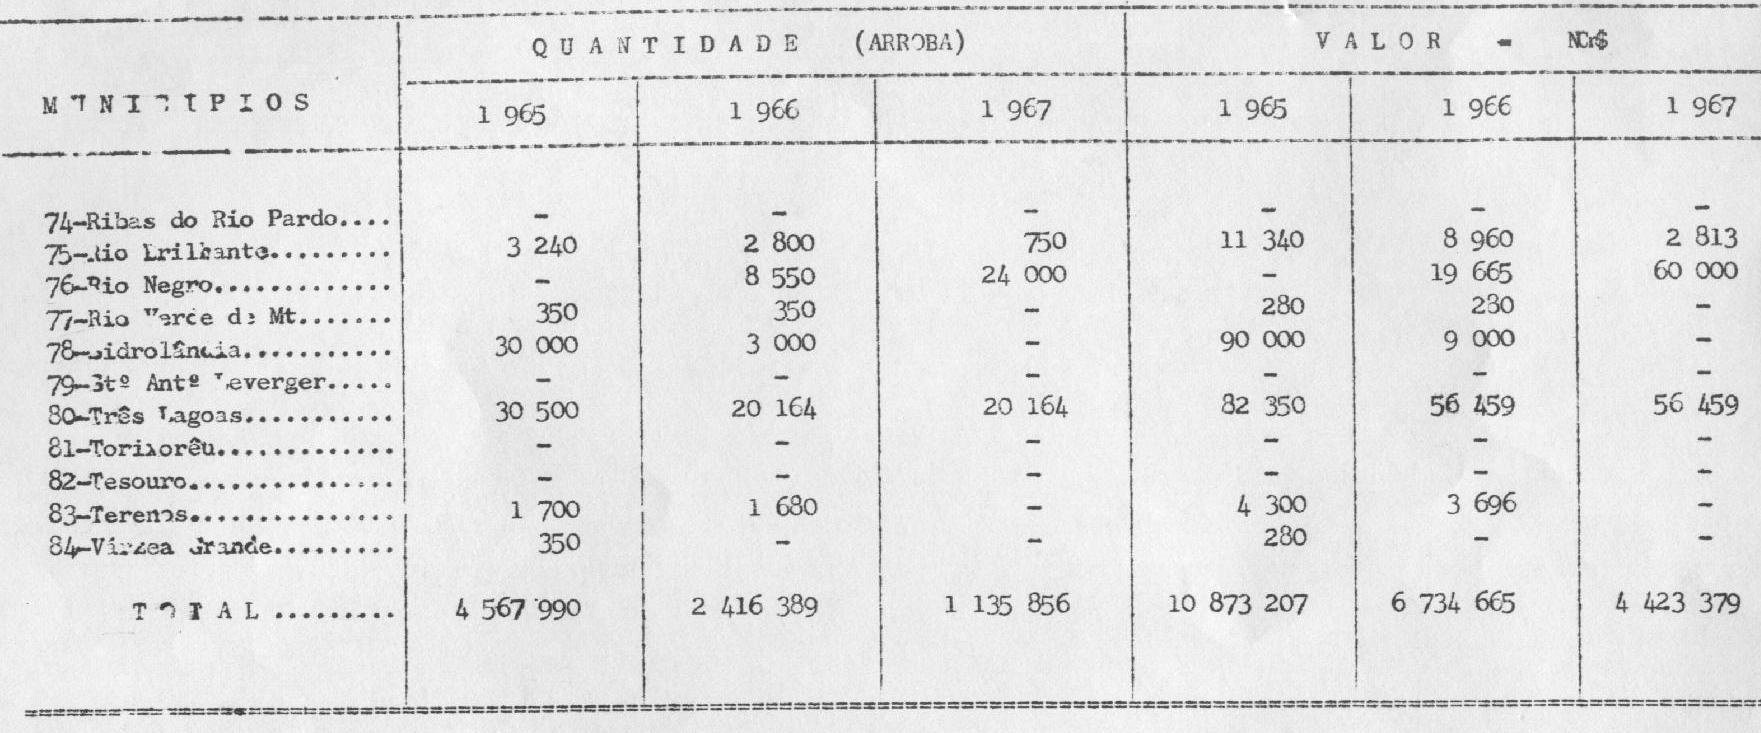 QUANTIDADE (ARROBA) VALOR - NCr$
MUNICIPIOS
1 965 1 966 1 967 1 965 1 966 1 967
74-Ribas do Rio Pardo.... - - - - - -
75-Rio Brilhante......... 3 240 2 800 750 11 340 8 960 2 813
76-Rio Negro............. - 8 550 24 000 - 19 665 60 000
77-Rio Verde de Mt....... 350 350 - 280 280 -
78-Sidrolância........... 30 000 3 000 - 90 000 9 000 -
79-Stº Antº Leverger..... - - - - - -
80-Três Lagoas........... 30 500 20 164 20 164 82 350 56 459 56 459
81-Torixorêu............. - - - - - -
82-Tesouro............... - - - - - -
83-Terenos............... 1 700 1 680 - 4 300 3 696 -
84-Várzea Grande......... 350 - - 280 - -
TOTAL ......... 4 567 990 2 416 389 1 135 856 10 873 207 6 734 665 4 423 379